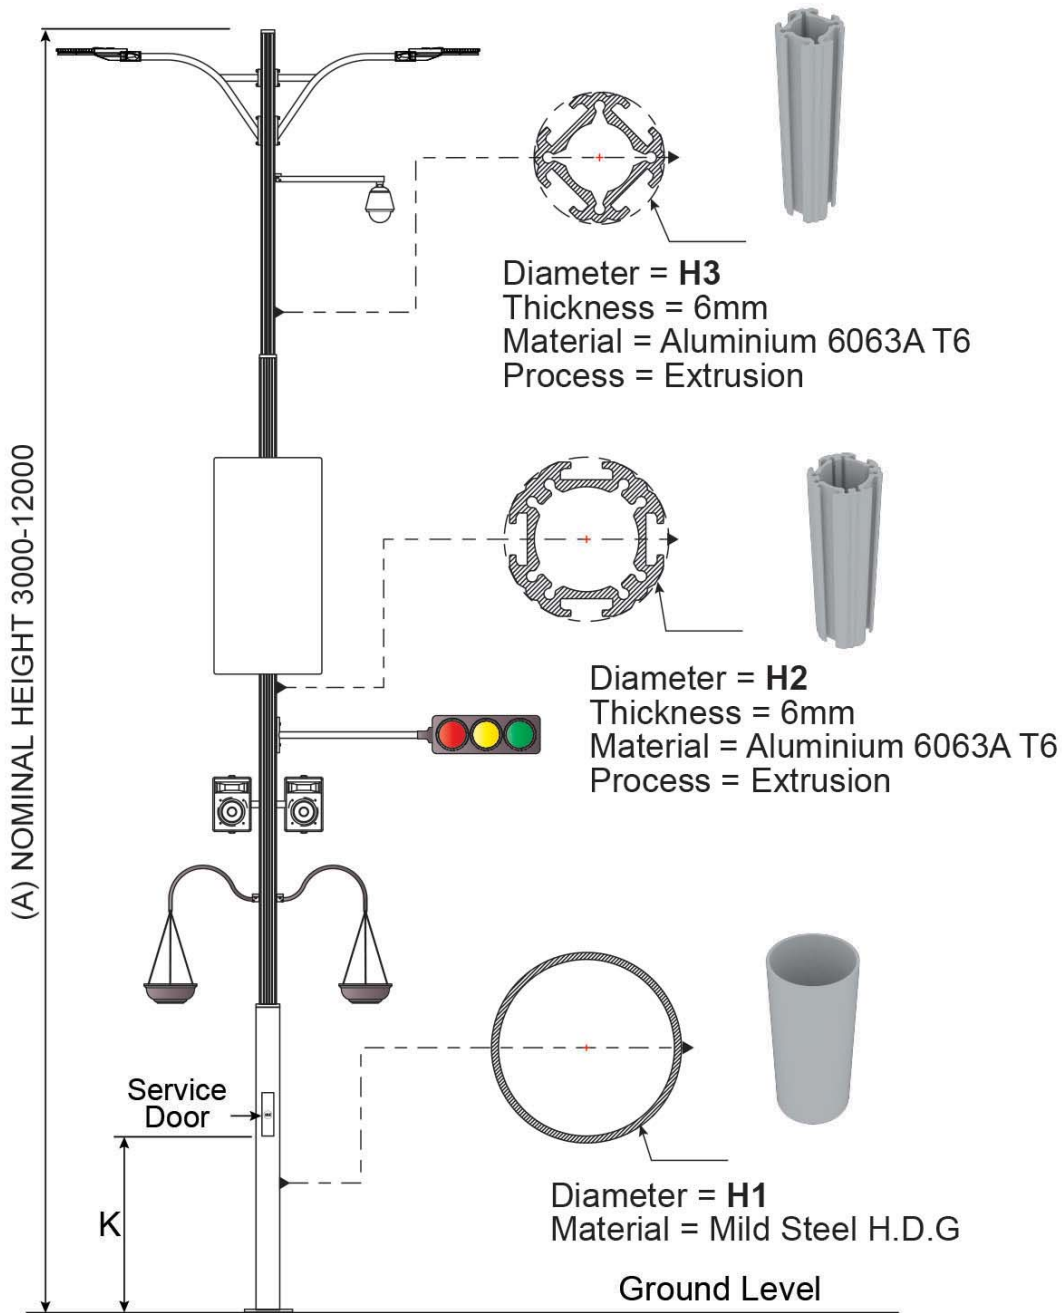 (A) NOMINAL HEIGHT 3000-12000
Diameter = H3
Thickness = 6mm
Material = Aluminium 6063A T6
Process = Extrusion
Diameter = H2
Thickness = 6mm
Material = Aluminium 6063A T6
Process = Extrusion
Service
Door
K
Diameter = H1
Material = Mild Steel H.D.G
Ground Level